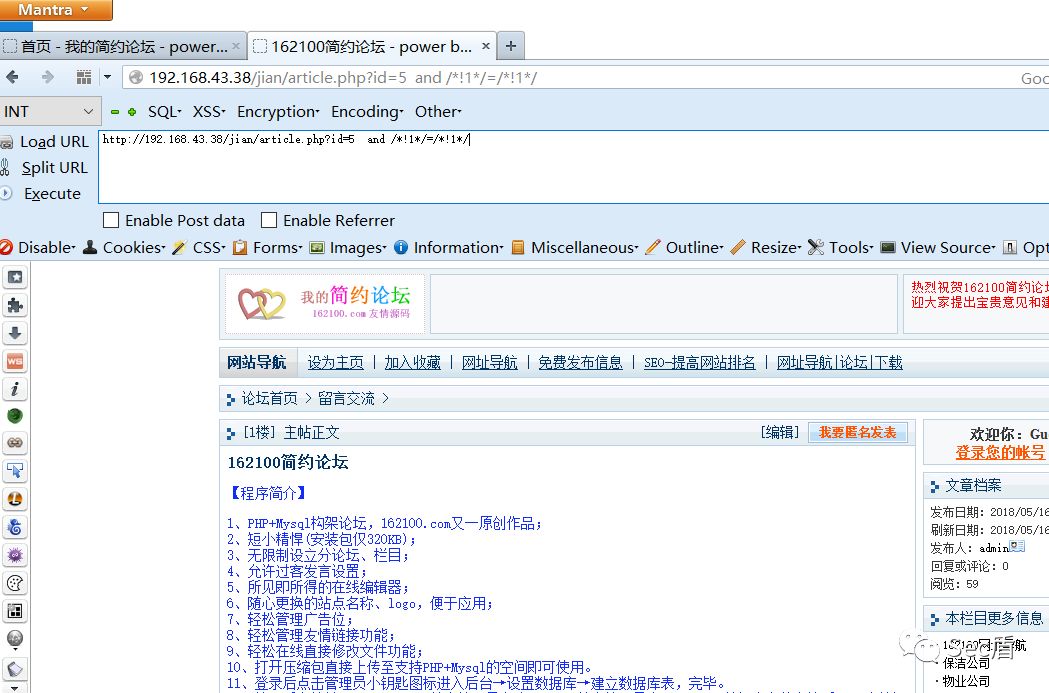 Mantra
首页 - 我的简约论坛 - power...
162100简约论坛 - power b...
192.168.43.38/jian/article.php?id=5 and /*!1*/=/*!1*/
Goo
INT
SQL XSS Encryption Encoding Other
Load URL
Split URL
Execute
http://192.168.43.38/jian/article.php?id=5 and /*!1*/=/*!1*/
Enable Post data Enable Referrer
Disable Cookies CSS Forms Images Information Miscellaneous Outline Resize Tools View Source Opt
我的简约论坛
162100.com友情源码
热烈祝贺162100简约论坛
迎大家提出宝贵意见和建
网站导航 设为主页 | 加入收藏 | 网址导航 | 免费发布信息 | SEO-提高网站排名 | 网址导航|论坛|下载
论坛首页 > 留言交流 >
[1楼] 主帖正文 [编辑] 我要匿名发表
162100简约论坛
【程序简介】
1、PHP+Mysql构架论坛，162100.com又一原创作品；
2、短小精悍(安装包仅320KB)；
3、无限制设立分论坛、栏目；
4、允许过客发言设置；
5、所见即所得的在线编辑器；
6、随心更换的站点名称、logo，便于应用；
7、轻松管理广告位；
8、轻松管理友情链接功能；
9、轻松在线直接修改文件功能；
10、打开压缩包直接上传至支持PHP+Mysql的空间即可使用。
11、登录后点击管理员小钥匙图标进入后台→设置数据库→建立数据库表，完毕。
欢迎你：Gu
登录您的帐号
文章档案
发布日期：2018/05/16
刷新日期：2018/05/16
发布人：admin
回复或评论：0
阅览：59
本栏目更多信息
Sec盾
·保洁公司
·物业公司